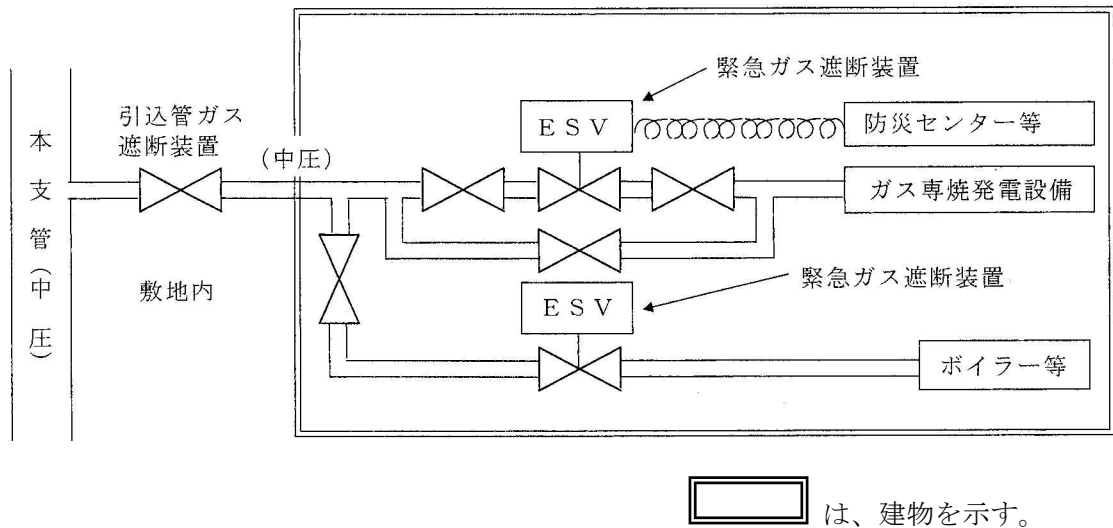 緊急ガス遮断装置
引込管ガス
遮断装置
(中圧)
ESV
防災センター等
本支管(中圧)
ガス専焼発電設備
敷地内
緊急ガス遮断装置
ESV
ボイラー等
は、建物を示す。